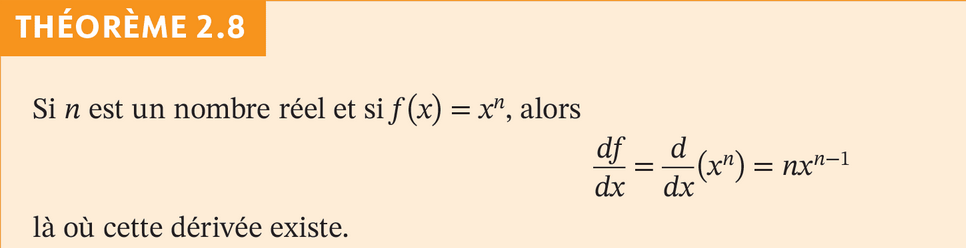 THÉORÈME 2.8
Si n est un nombre réel et si f(x) = xⁿ, alors
df/dx = d/dx (xⁿ) = nxⁿ⁻¹
là où cette dérivée existe.